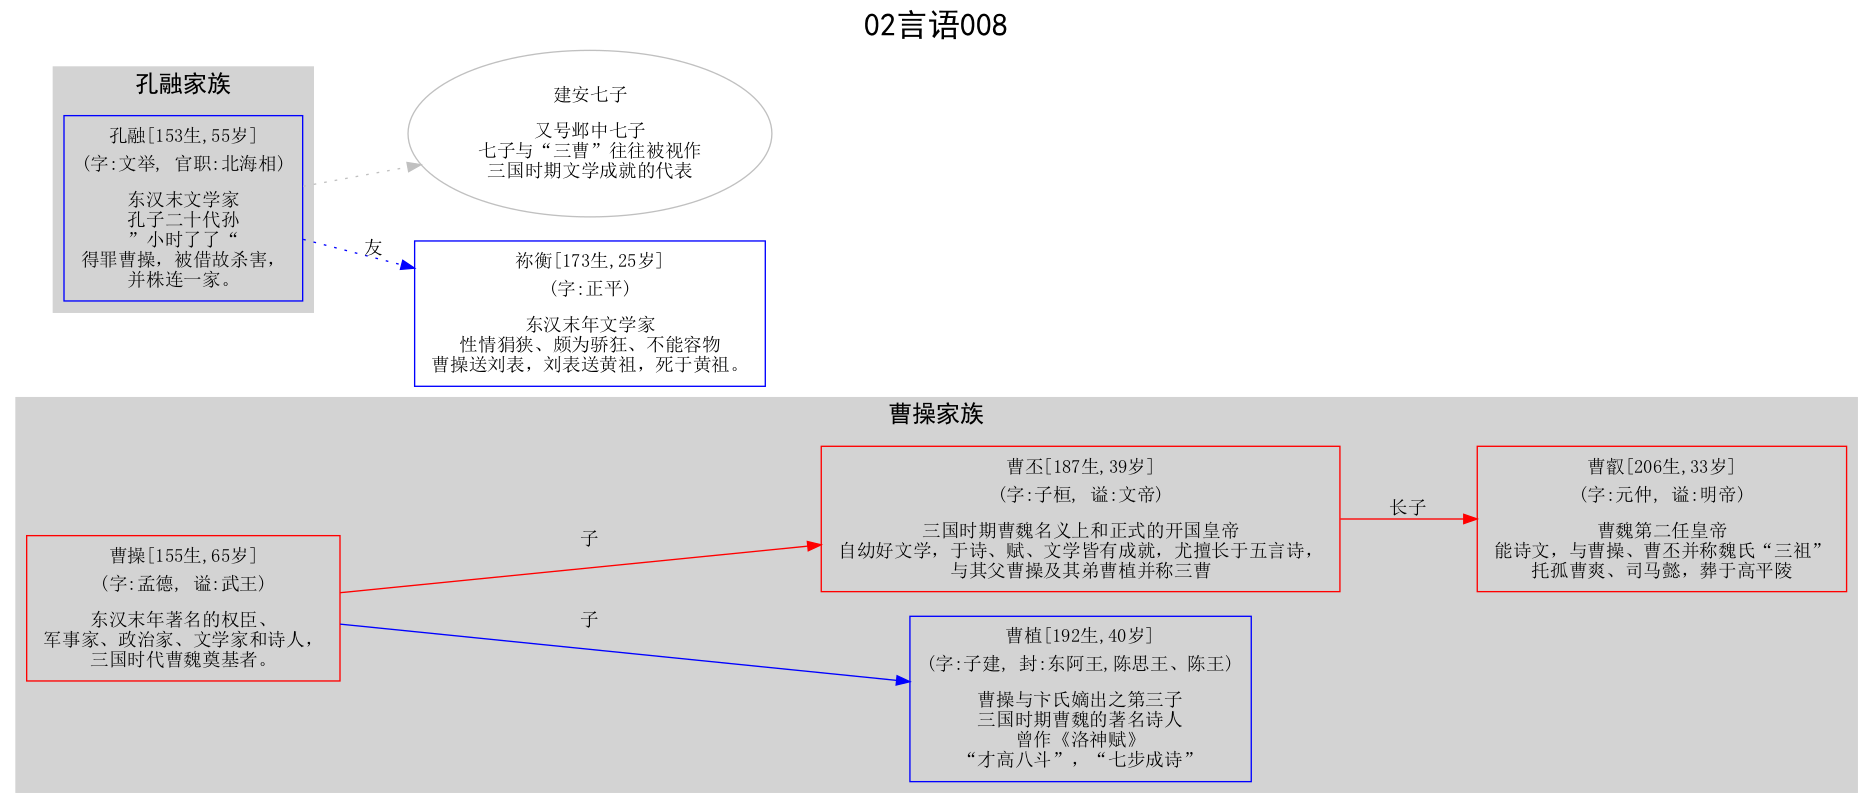 02言语008
孔融家族
孔融[153生,55岁]
(字:文举, 官职:北海相)
东汉末文学家
孔子二十代孙
”小时了了“
得罪曹操，被借故杀害，
并株连一家。
建安七子
又号邺中七子
七子与“三曹”往往被视作
三国时期文学成就的代表
友
祢衡[173生,25岁]
(字:正平)
东汉末年文学家
性情狷狭、颇为骄狂、不能容物
曹操送刘表，刘表送黄祖，死于黄祖。
曹操家族
曹操[155生,65岁]
(字:孟德, 谥:武王)
东汉末年著名的权臣、
军事家、政治家、文学家和诗人，
三国时代曹魏奠基者。
子
曹丕[187生,39岁]
(字:子桓, 谥:文帝)
三国时期曹魏名义上和正式的开国皇帝
自幼好文学，于诗、赋、文学皆有成就，尤擅长于五言诗，
与其父曹操及其弟曹植并称三曹
长子
曹叡[206生,33岁]
(字:元仲, 谥:明帝)
曹魏第二任皇帝
能诗文，与曹操、曹丕并称魏氏“三祖”
托孤曹爽、司马懿，葬于高平陵
子
曹植[192生,40岁]
(字:子建, 封:东阿王,陈思王、陈王)
曹操与卞氏嫡出之第三子
三国时期曹魏的著名诗人
曾作《洛神赋》
“才高八斗”，“七步成诗”